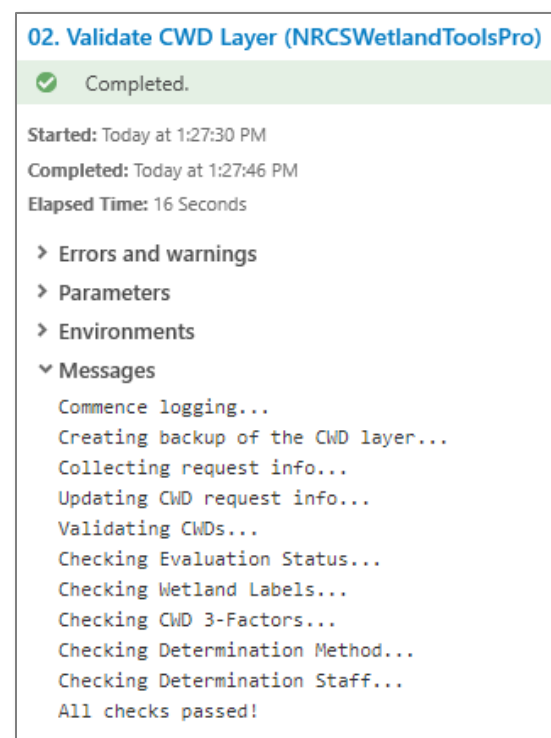 02. Validate CWD Layer (NRCSWetlandToolsPro)
Completed.
Started: Today at 1:27:30 PM
Completed: Today at 1:27:46 PM
Elapsed Time: 16 Seconds
Errors and warnings
Parameters
Environments
Messages
Commence logging...
Creating backup of the CWD layer...
Collecting request info...
Updating CWD request info...
Validating CWDs...
Checking Evaluation Status...
Checking Wetland Labels...
Checking CWD 3-Factors...
Checking Determination Method...
Checking Determination Staff...
All checks passed!